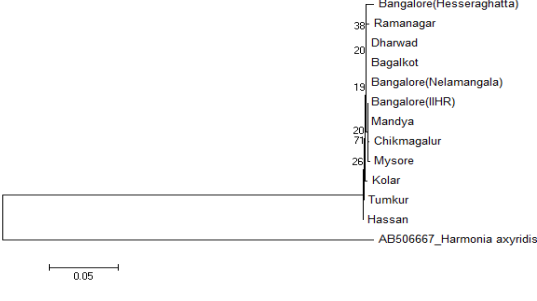 Bangalore(Hesseraghatta)
Ramanagar
38
Dharwad
20
Bagalkot
Bangalore(Nelamangala)
19
Bangalore(IIHR)
Mandya
20
71
Chikmagalur
Mysore
26
Kolar
Tumkur
Hassan
AB506667_Harmonia axyridis
0.05